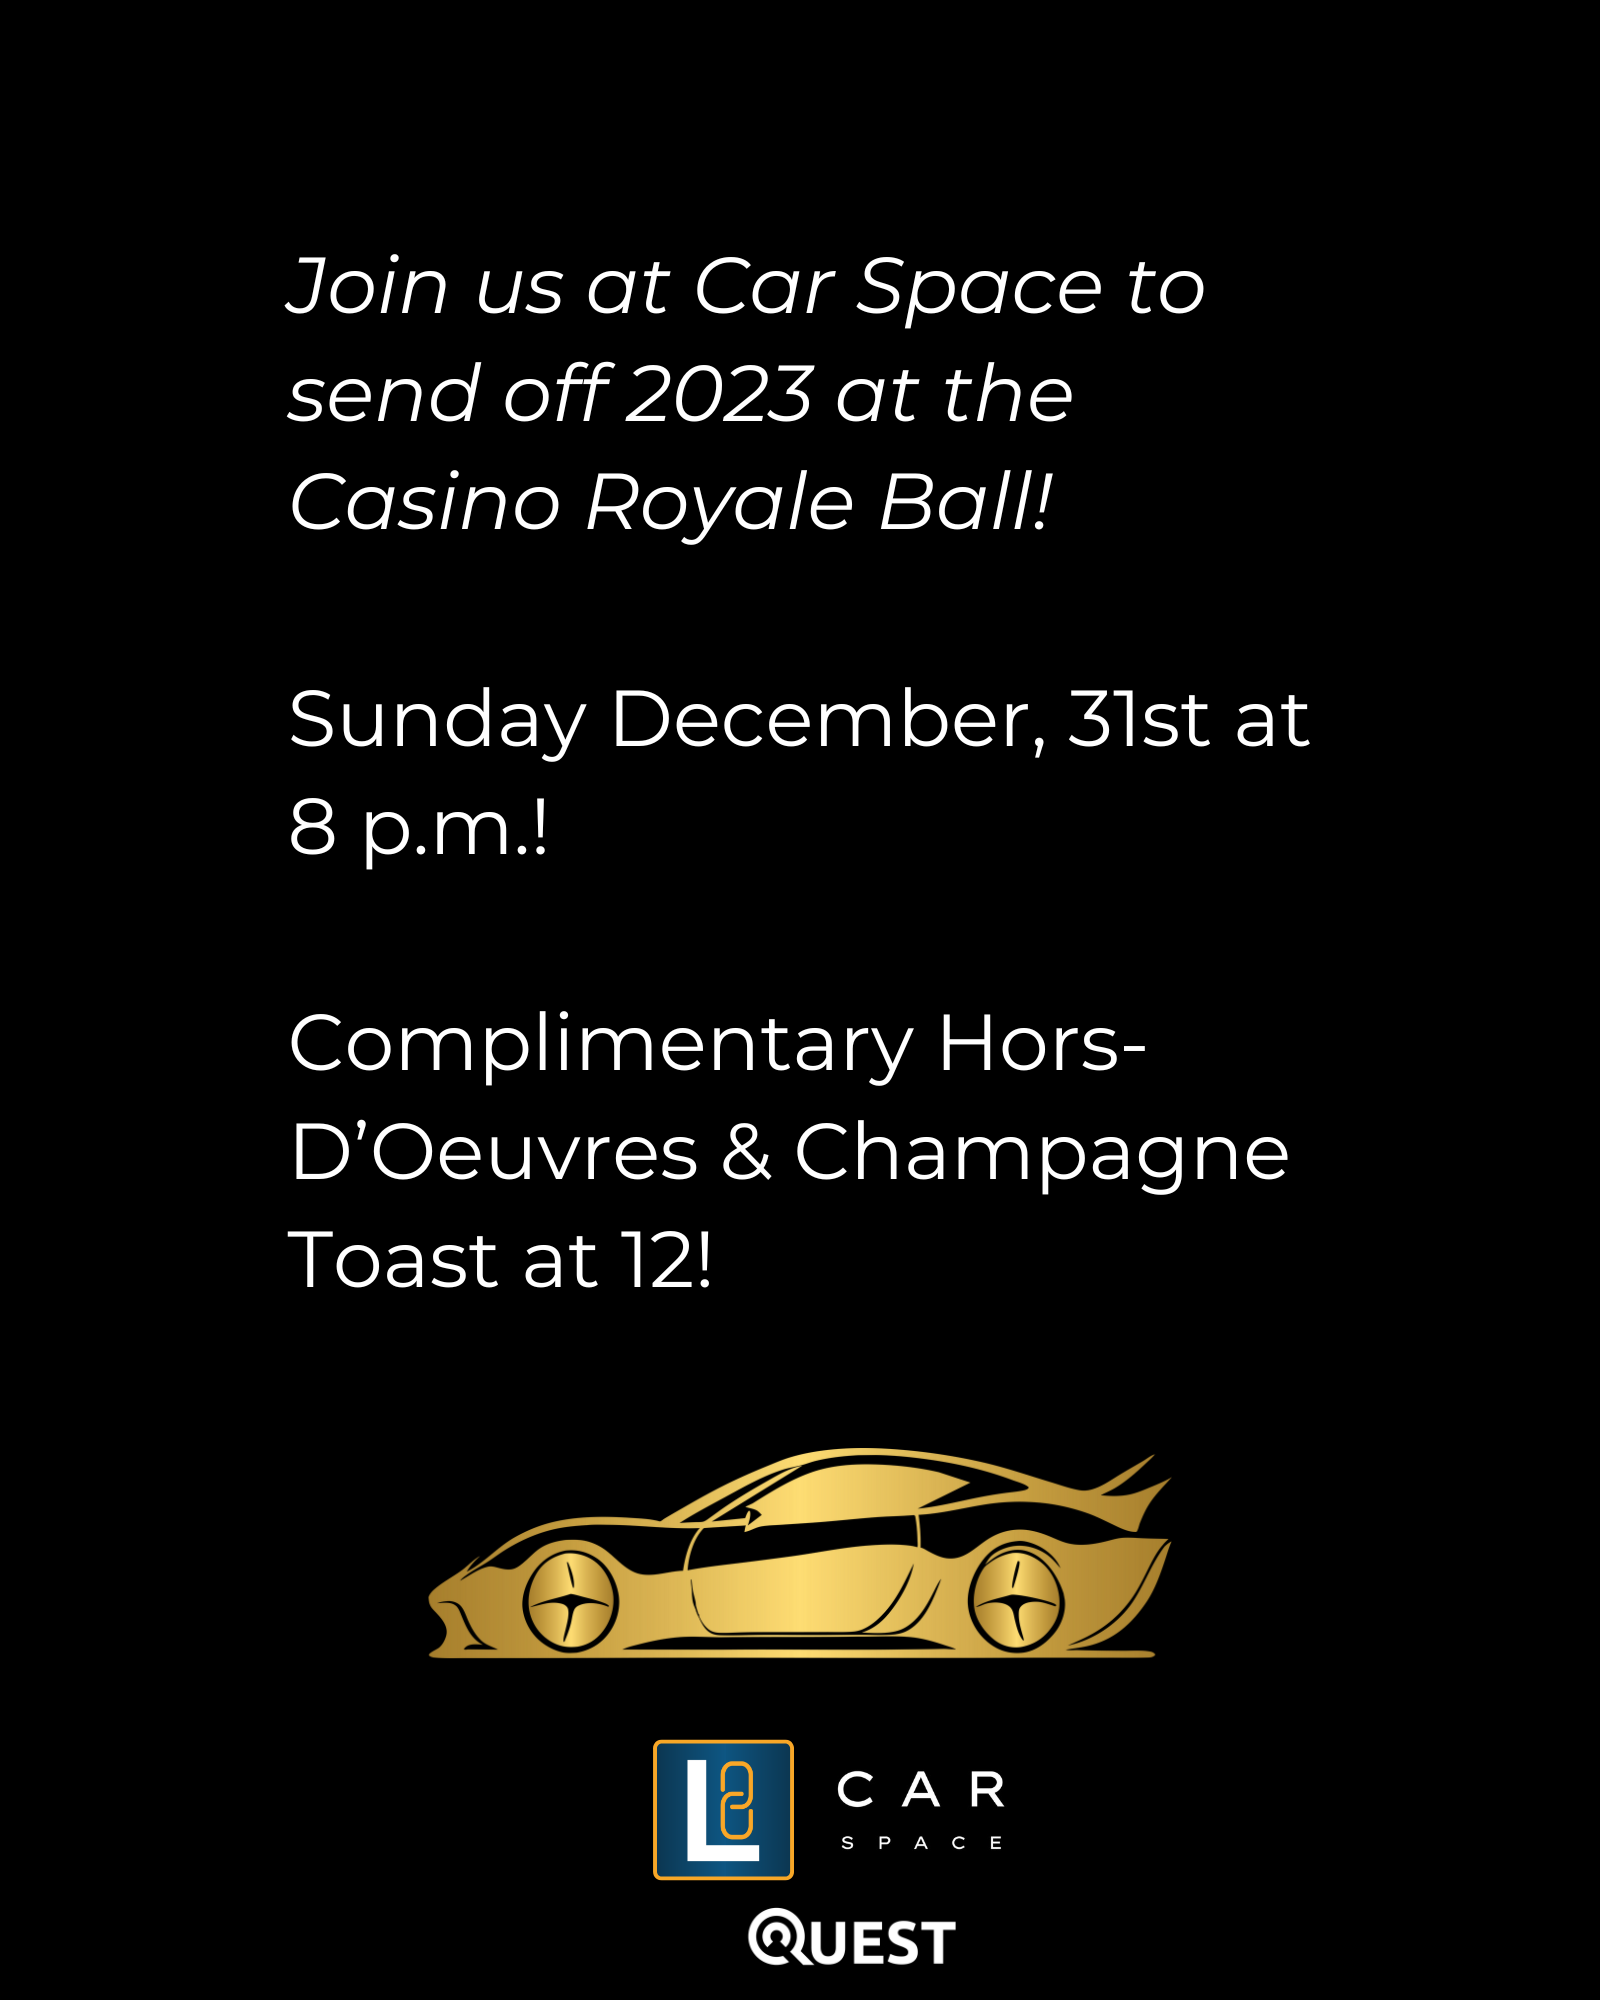 Join us at Car Space to
send off 2023 at the
Casino Royale Ball!
Sunday December, 31st at
8 p.m.!
Complimentary Hors-
D’Oeuvres & Champagne
Toast at 12!
L
CAR
SPACE
QUEST